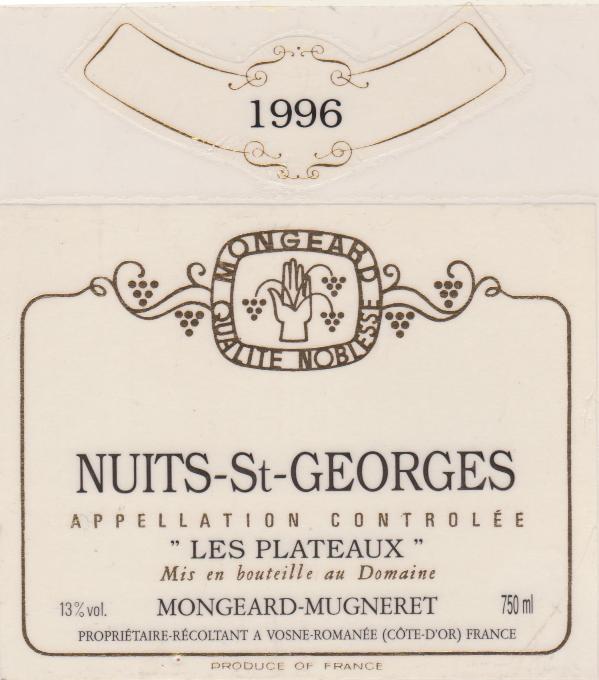 1996
MONGEARD
QUALITE NOBLESSE
NUITS-St-GEORGES
APPELLATION CONTROLÉE
" LES PLATEAUX "
Mis en bouteille au Domaine
13% vol. MONGEARD-MUGNERET 750 ml
PROPRIÉTAIRE-RÉCOLTANT A VOSNE-ROMANÉE (CÔTE-D'OR) FRANCE
PRODUCE OF FRANCE